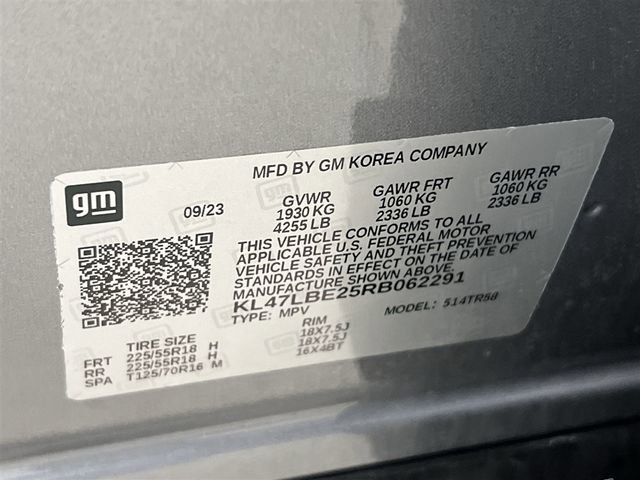 MFD BY GM KOREA COMPANY
gm
09/23
GVWR GAWR FRT GAWR RR
1930 KG 1060 KG 1060 KG
4255 LB 2336 LB 2336 LB
THIS VEHICLE CONFORMS TO ALL
APPLICABLE U.S. FEDERAL MOTOR
VEHICLE SAFETY AND THEFT PREVENTION
STANDARDS IN EFFECT ON THE DATE OF
MANUFACTURE SHOWN ABOVE.
KL47LBE25RB062291
TYPE: MPV MODEL: 514TR58
TIRE SIZE RIM
FRT 225/55R18 H 18X7.5J
RR 225/55R18 H 18X7.5J
SPA T125/70R16 M 16X4BT